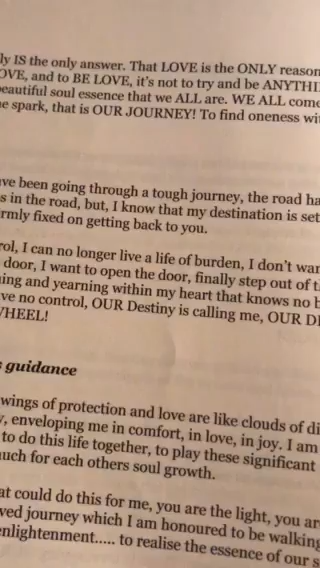 ly IS the only answer. That LOVE is the ONLY reason
OVE, and to BE LOVE, it's not to try and be ANYTHI
beautiful soul essence that we ALL are. WE ALL come
e spark, that is OUR JOURNEY! To find oneness wi
ve been going through a tough journey, the road ha
s in the road, but, I know that my destination is set
rmly fixed on getting back to you.
rol, I can no longer live a life of burden, I don't wan
door, I want to open the door, finally step out of t
ing and yearning within my heart that knows no b
ve no control, OUR Destiny is calling me, OUR D
WHEEL!
s guidance
wings of protection and love are like clouds of di
y, enveloping me in comfort, in love, in joy. I am
to do this life together, to play these significant
uch for each others soul growth.
at could do this for me, you are the light, you ar
ved journey which I am honoured to be walking
enlightenment..... to realise the essence of our s